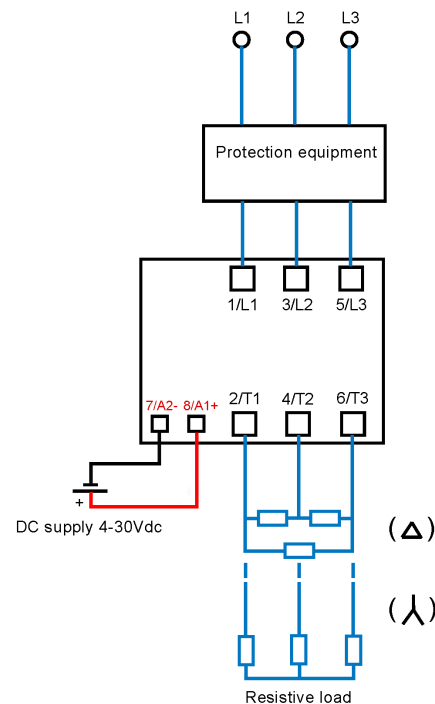 L1 L2 L3
Protection equipment
1/L1 3/L2 5/L3
7/A2- 8/A1+ 2/T1 4/T2 6/T3
+
DC supply 4-30Vdc
(Δ)
(⅄)
Resistive load